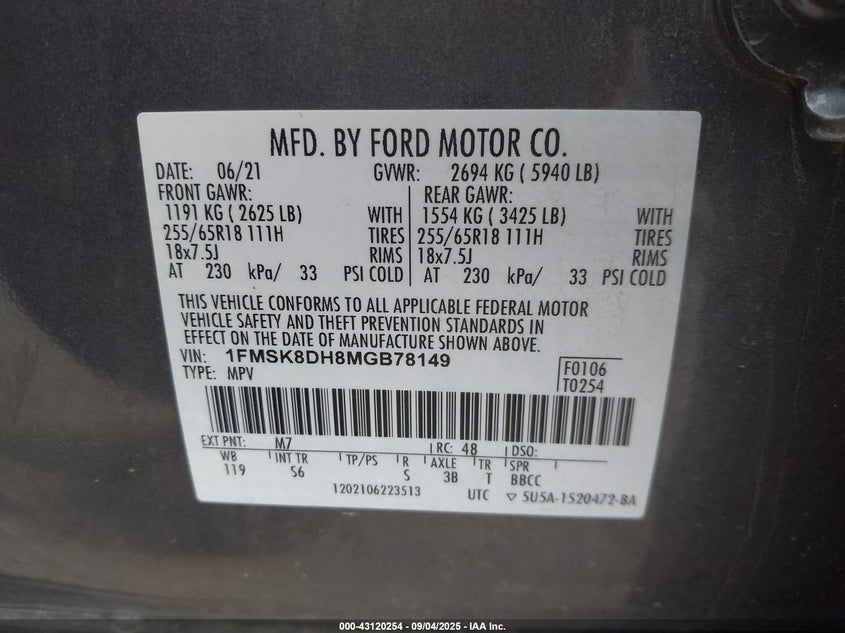 MFD. BY FORD MOTOR CO.
DATE: 06/21 GVWR: 2694 KG ( 5940 LB)
FRONT GAWR: REAR GAWR:
1191 KG ( 2625 LB) WITH 1554 KG ( 3425 LB) WITH
255/65R18 111H TIRES 255/65R18 111H TIRES
18x7.5J RIMS 18x7.5J RIMS
AT 230 kPa/ 33 PSI COLD AT 230 kPa/ 33 PSI COLD
THIS VEHICLE CONFORMS TO ALL APPLICABLE FEDERAL MOTOR
VEHICLE SAFETY AND THEFT PREVENTION STANDARDS IN
EFFECT ON THE DATE OF MANUFACTURE SHOWN ABOVE.
VIN: 1FMSK8DH8MGB78149
TYPE: MPV
F0106
T0254
EXT PNT: M7 RC: 48 DSO:
WB INT TR TP/PS R AXLE TR SPR
119 S6 S 3B T BBCC
1202106223513 UTC ▽ 5U5A-1520472-BA
000-43120254 - 09/04/2025 - IAA Inc.